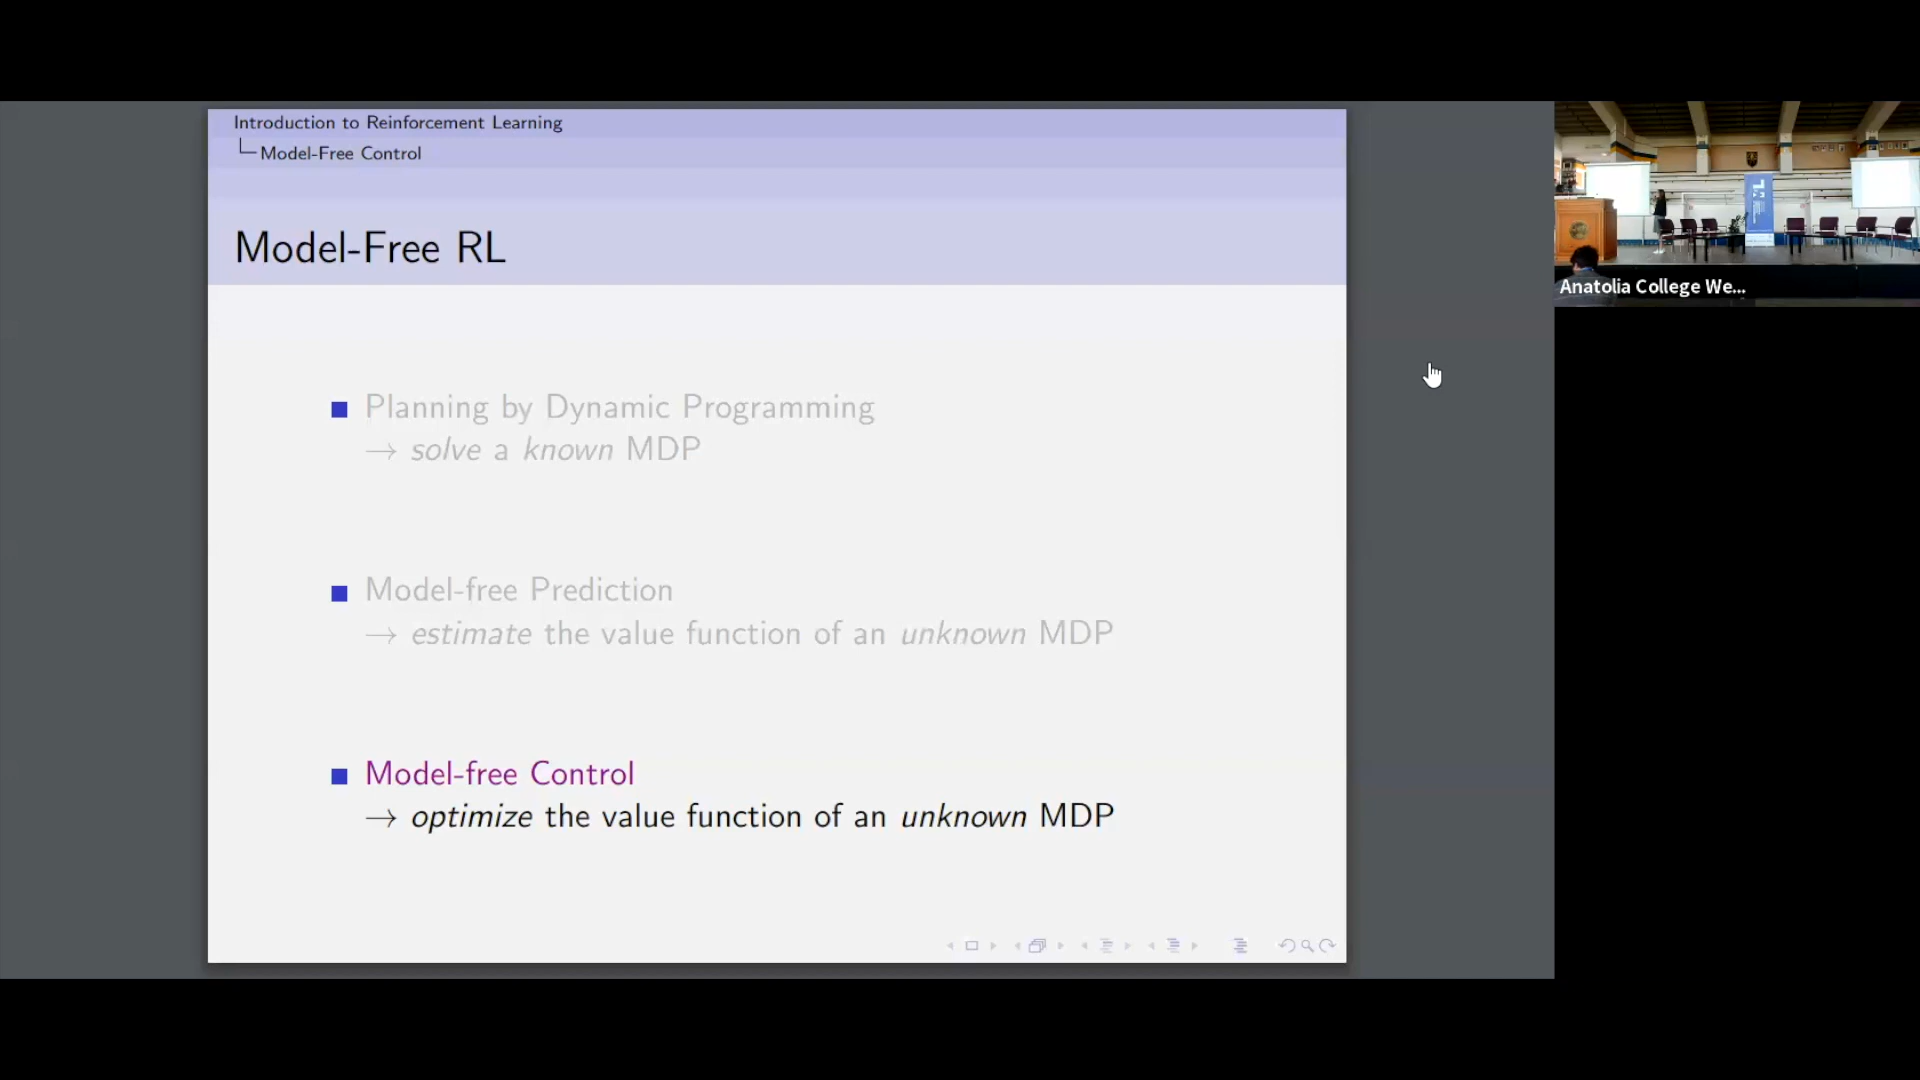 Introduction to Reinforcement Learning
Model-Free Control
Model-Free RL
Planning by Dynamic Programming
→ solve a known MDP
Model-free Prediction
→ estimate the value function of an unknown MDP
Model-free Control
→ optimize the value function of an unknown MDP
Anatolia College We...